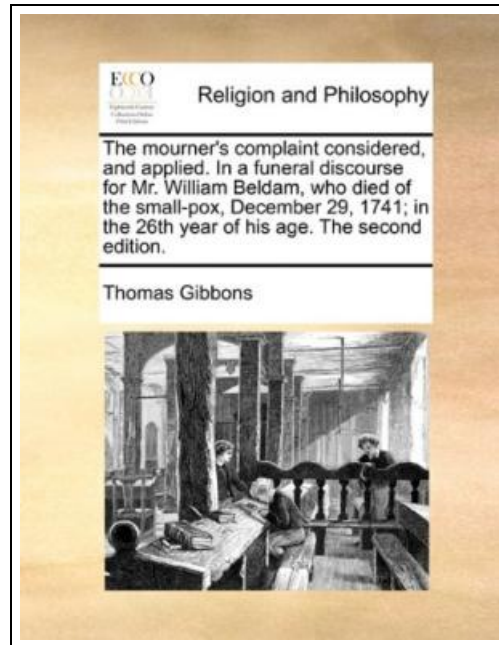 ECCO
Religion and Philosophy
The mourner's complaint considered,
and applied. In a funeral discourse
for Mr. William Beldam, who died of
the small-pox, December 29, 1741; in
the 26th year of his age. The second
edition.
Thomas Gibbons